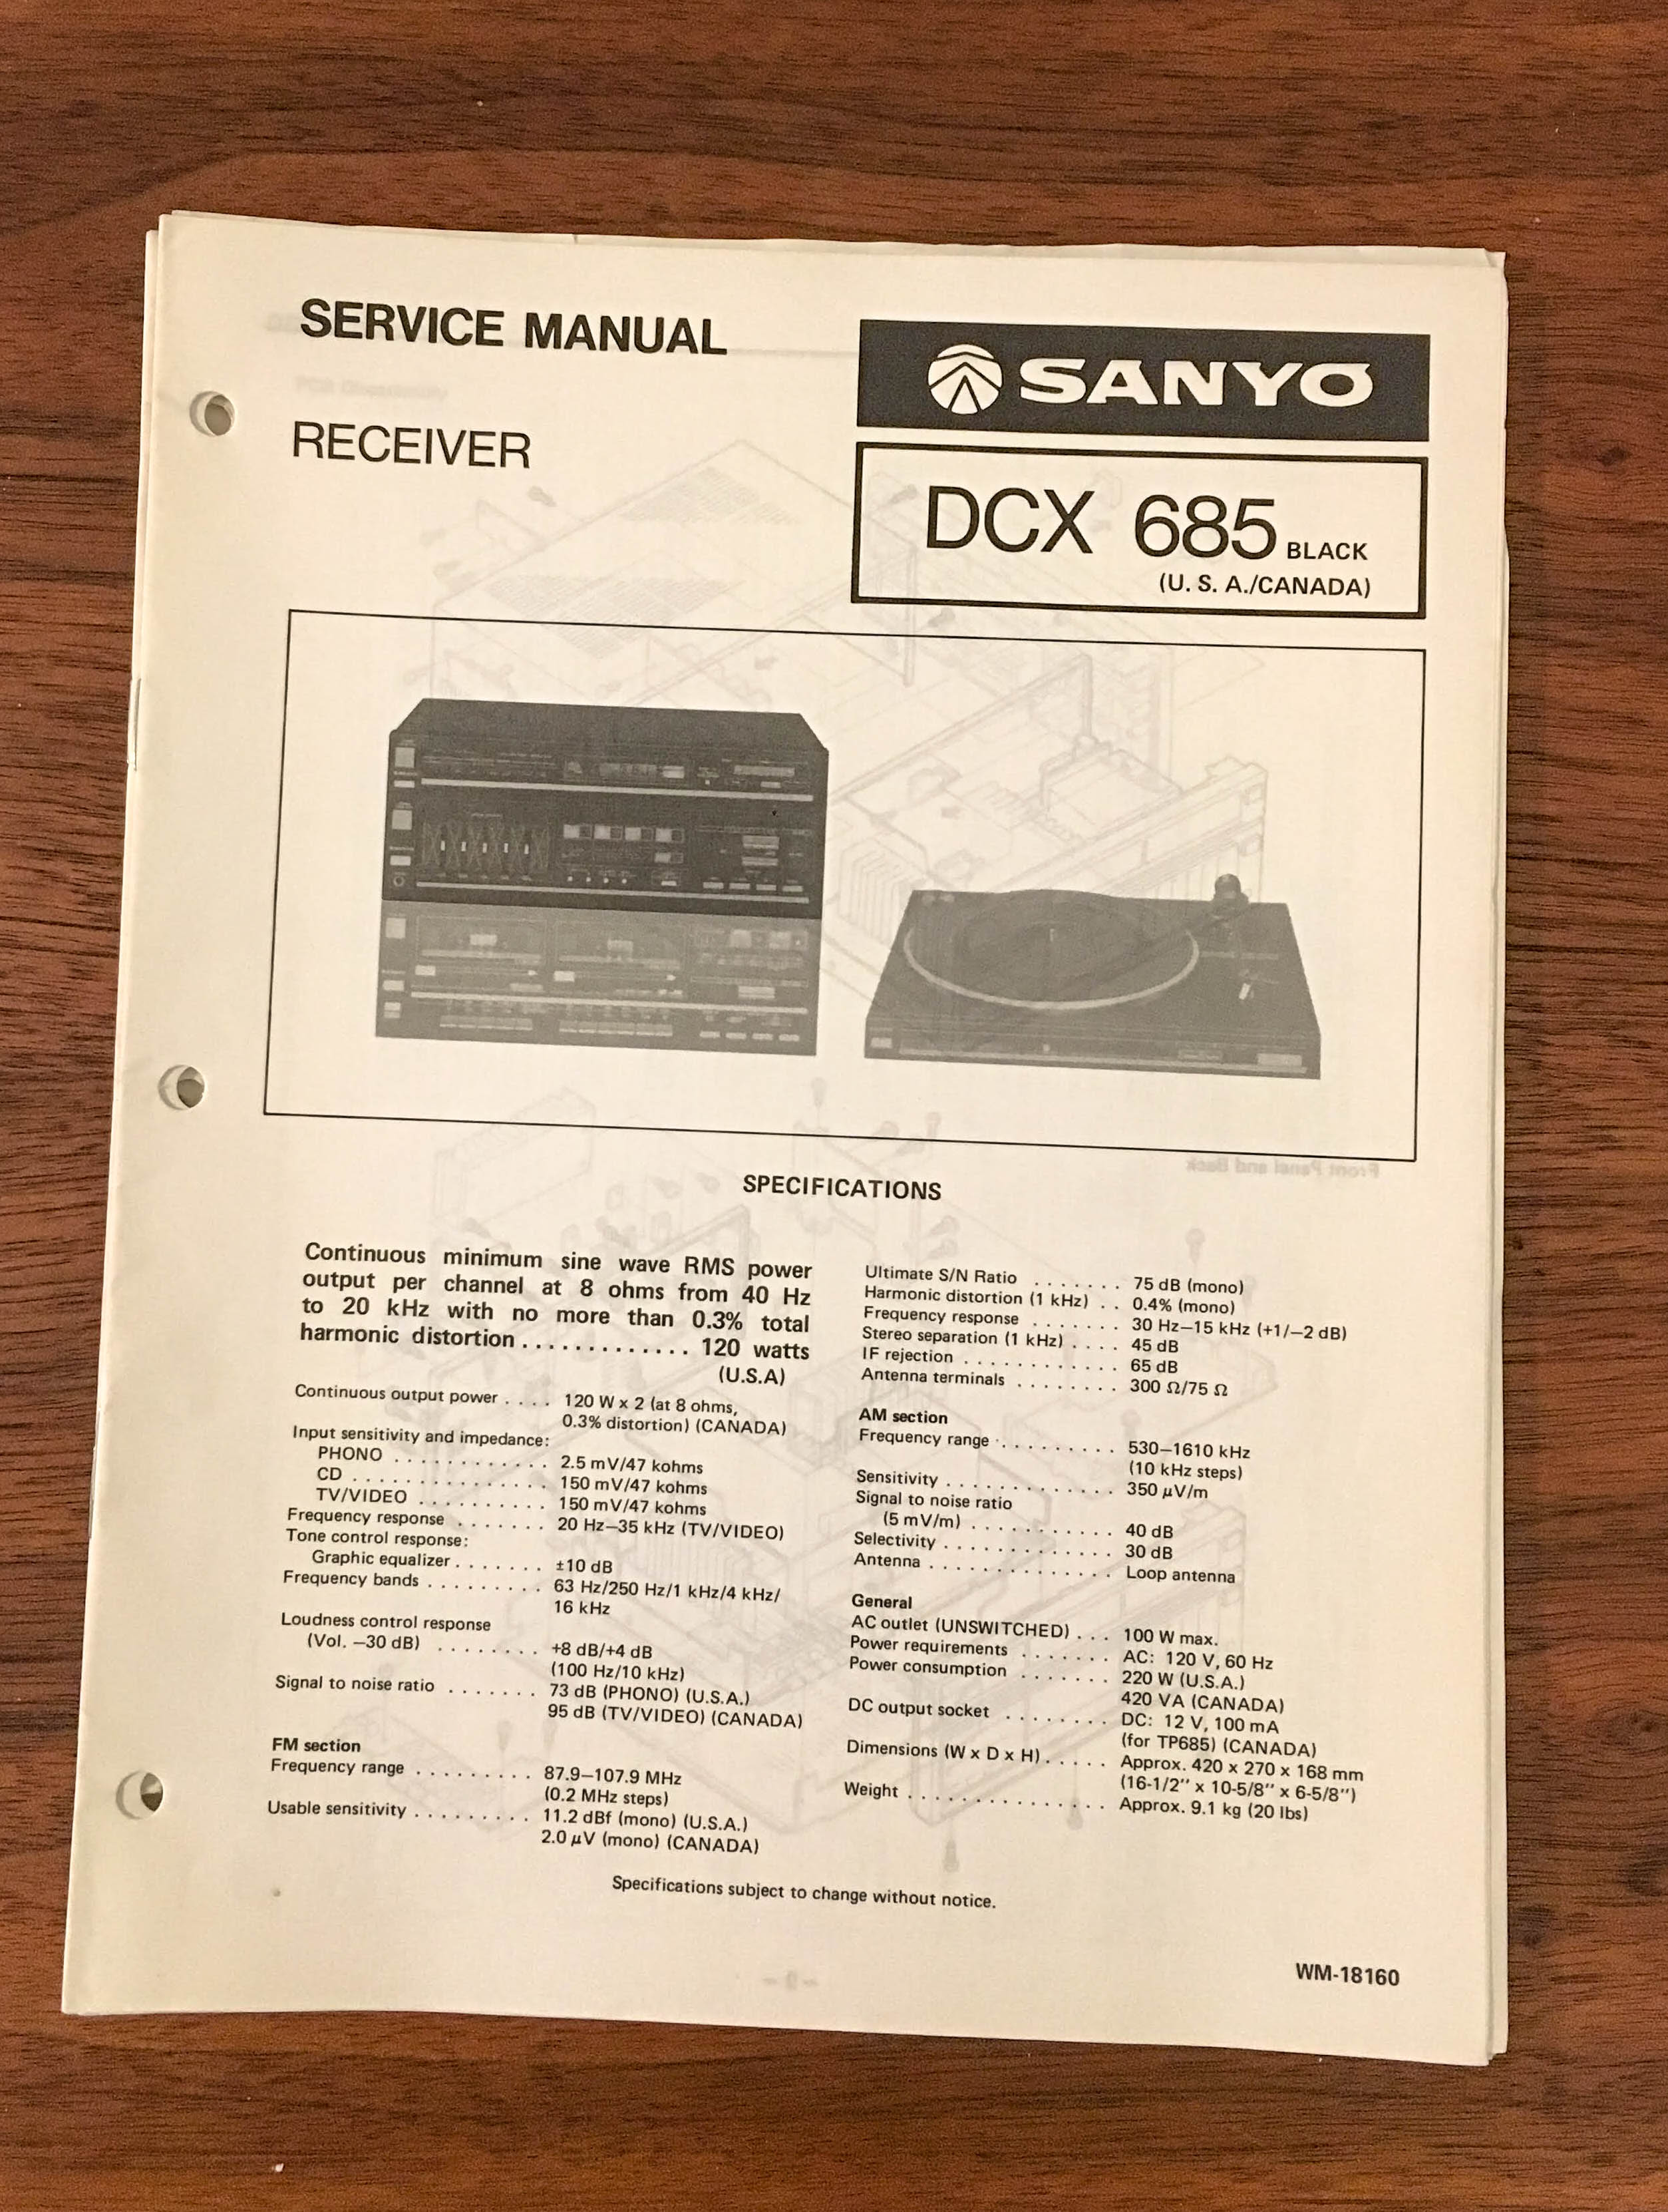 SERVICE MANUAL
SANYO
RECEIVER
DCX 685 BLACK
(U. S. A./CANADA)
SPECIFICATIONS
Continuous minimum sine wave RMS power
output per channel at 8 ohms from 40 Hz
to 20 kHz with no more than 0.3% total
harmonic distortion . . . . . . . . . . . . . 120 watts
(U.S.A)
Continuous output power . . . . 120 W x 2 (at 8 ohms,
0.3% distortion) (CANADA)
Input sensitivity and impedance:
PHONO . . . . . . . . . . . . 2.5 mV/47 kohms
CD . . . . . . . . . . . . . . . 150 mV/47 kohms
TV/VIDEO . . . . . . . . . . 150 mV/47 kohms
Frequency response . . . . . . . 20 Hz–35 kHz (TV/VIDEO)
Tone control response:
Graphic equalizer . . . . . . . ±10 dB
Frequency bands . . . . . . . . . 63 Hz/250 Hz/1 kHz/4 kHz/
16 kHz
Loudness control response
(Vol. –30 dB) . . . . . . . . +8 dB/+4 dB
(100 Hz/10 kHz)
Signal to noise ratio . . . . . . . 73 dB (PHONO) (U.S.A.)
95 dB (TV/VIDEO) (CANADA)
FM section
Frequency range . . . . . . . . . 87.9–107.9 MHz
(0.2 MHz steps)
Usable sensitivity . . . . . . . . . 11.2 dBf (mono) (U.S.A.)
2.0 µV (mono) (CANADA)
Ultimate S/N Ratio . . . . . . . 75 dB (mono)
Harmonic distortion (1 kHz) . . 0.4% (mono)
Frequency response . . . . . . . 30 Hz–15 kHz (+1/–2 dB)
Stereo separation (1 kHz) . . . . 45 dB
IF rejection . . . . . . . . . . . . 65 dB
Antenna terminals . . . . . . . . 300 Ω/75 Ω
AM section
Frequency range . . . . . . . . . . 530–1610 kHz
(10 kHz steps)
Sensitivity . . . . . . . . . . . . . 350 µV/m
Signal to noise ratio
(5 mV/m) . . . . . . . . . . . 40 dB
Selectivity . . . . . . . . . . . . . 30 dB
Antenna . . . . . . . . . . . . . . Loop antenna
General
AC outlet (UNSWITCHED) . . . 100 W max.
Power requirements . . . . . . . AC: 120 V, 60 Hz
Power consumption . . . . . . . 220 W (U.S.A.)
420 VA (CANADA)
DC output socket . . . . . . . . DC: 12 V, 100 mA
(for TP685) (CANADA)
Dimensions (W x D x H) . . . . . Approx. 420 x 270 x 168 mm
(16-1/2'' x 10-5/8'' x 6-5/8'')
Weight . . . . . . . . . . . . . . . Approx. 9.1 kg (20 lbs)
Specifications subject to change without notice.
WM-18160